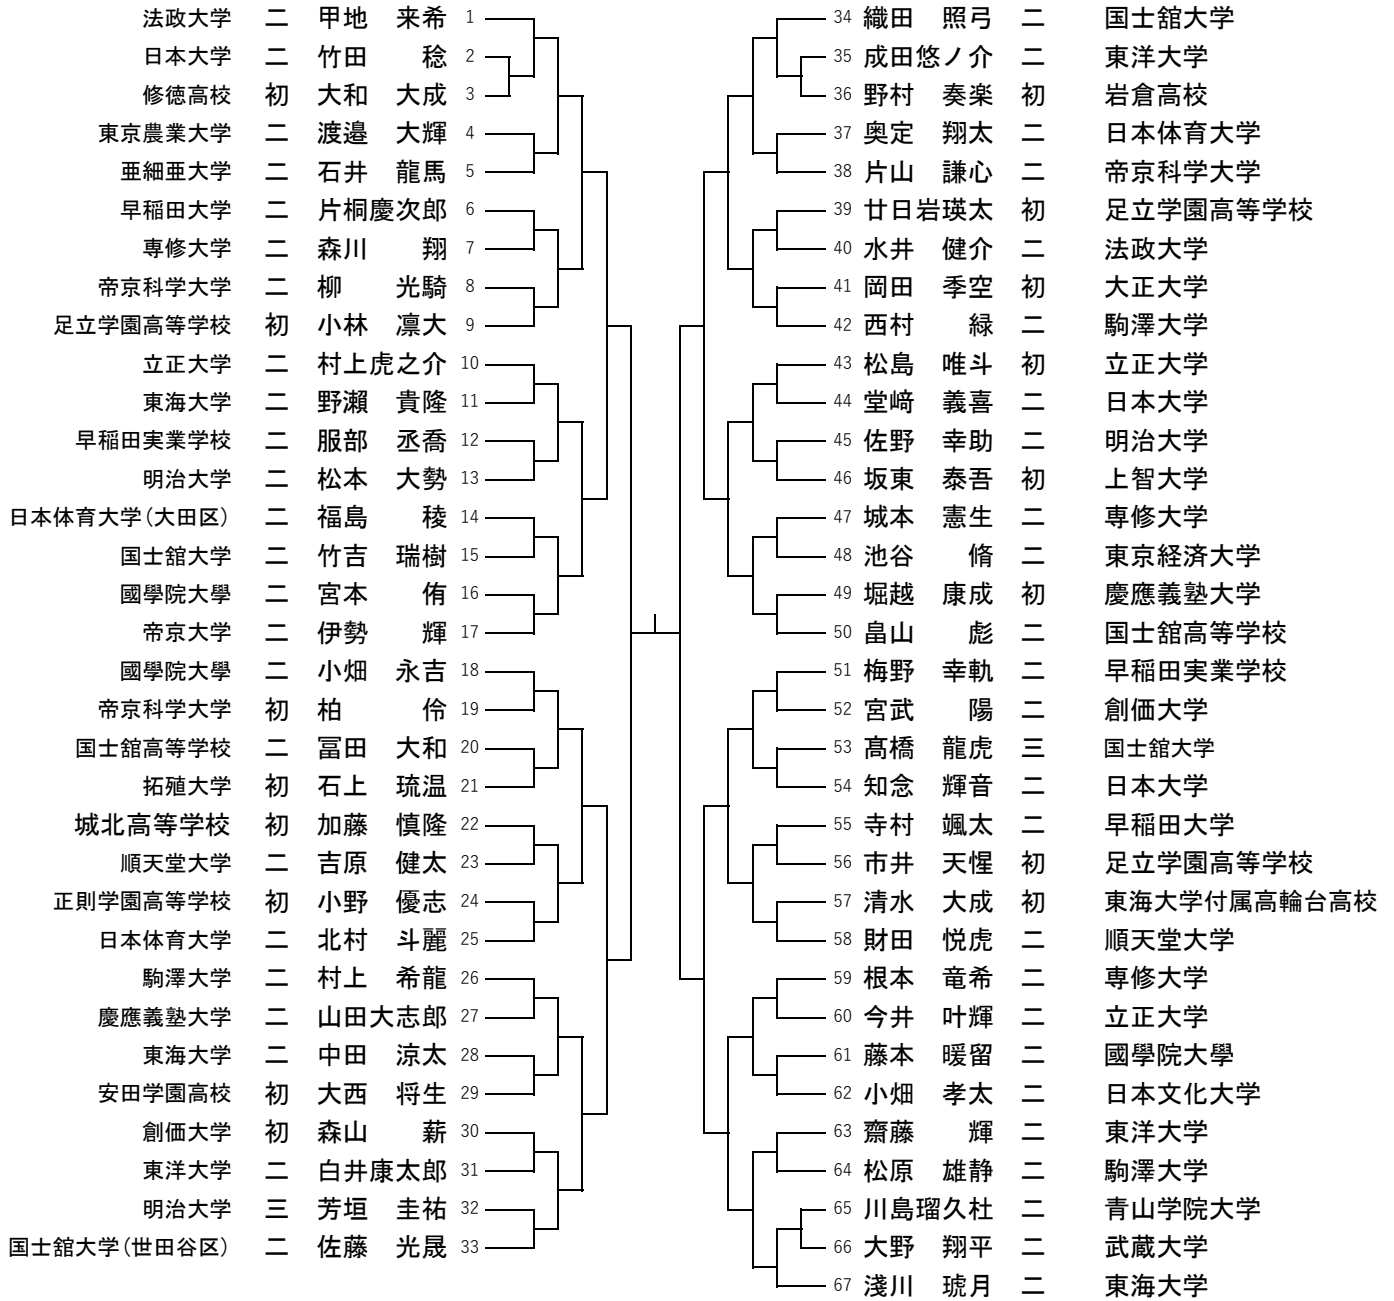 法政大学 二 甲地 来希 1
日本大学 二 竹田 稔 2
修徳高校 初 大和 大成 3
東京農業大学 二 渡邉 大輝 4
亜細亜大学 二 石井 龍馬 5
早稲田大学 二 片桐慶次郎 6
専修大学 二 森川 翔 7
帝京科学大学 二 柳 光騎 8
足立学園高等学校 初 小林 凛大 9
立正大学 二 村上虎之介 10
東海大学 二 野瀨 貴隆 11
早稲田実業学校 二 服部 丞喬 12
明治大学 二 松本 大勢 13
日本体育大学(大田区) 二 福島 稜 14
国士舘大学 二 竹吉 瑞樹 15
國學院大學 二 宮本 侑 16
帝京大学 二 伊勢 輝 17
國學院大學 二 小畑 永吉 18
帝京科学大学 初 柏 伶 19
国士舘高等学校 二 冨田 大和 20
拓殖大学 初 石上 琉温 21
城北高等学校 初 加藤 慎隆 22
順天堂大学 二 吉原 健太 23
正則学園高等学校 初 小野 優志 24
日本体育大学 二 北村 斗麗 25
駒澤大学 二 村上 希龍 26
慶應義塾大学 二 山田大志郎 27
東海大学 二 中田 涼太 28
安田学園高校 初 大西 将生 29
創価大学 初 森山 薪 30
東洋大学 二 白井康太郎 31
明治大学 三 芳垣 圭祐 32
国士舘大学(世田谷区) 二 佐藤 光晟 33
34 織田 照弓 二 国士舘大学
35 成田悠ノ介 二 東洋大学
36 野村 奏楽 初 岩倉高校
37 奥定 翔太 二 日本体育大学
38 片山 謙心 二 帝京科学大学
39 廿日岩瑛太 初 足立学園高等学校
40 水井 健介 二 法政大学
41 岡田 季空 初 大正大学
42 西村 緑 二 駒澤大学
43 松島 唯斗 初 立正大学
44 堂﨑 義喜 二 日本大学
45 佐野 幸助 二 明治大学
46 坂東 泰吾 初 上智大学
47 城本 憲生 二 専修大学
48 池谷 脩 二 東京経済大学
49 堀越 康成 初 慶應義塾大学
50 畠山 彪 二 国士舘高等学校
51 梅野 幸軌 二 早稲田実業学校
52 宮武 陽 二 創価大学
53 髙橋 龍虎 三 国士舘大学
54 知念 輝音 二 日本大学
55 寺村 颯太 二 早稲田大学
56 市井 天惺 初 足立学園高等学校
57 清水 大成 初 東海大学付属高輪台高校
58 財田 悦虎 二 順天堂大学
59 根本 竜希 二 専修大学
60 今井 叶輝 二 立正大学
61 藤本 暖留 二 國學院大學
62 小畑 孝太 二 日本文化大学
63 齋藤 輝 二 東洋大学
64 松原 雄静 二 駒澤大学
65 川島瑠久杜 二 青山学院大学
66 大野 翔平 二 武蔵大学
67 淺川 琥月 二 東海大学